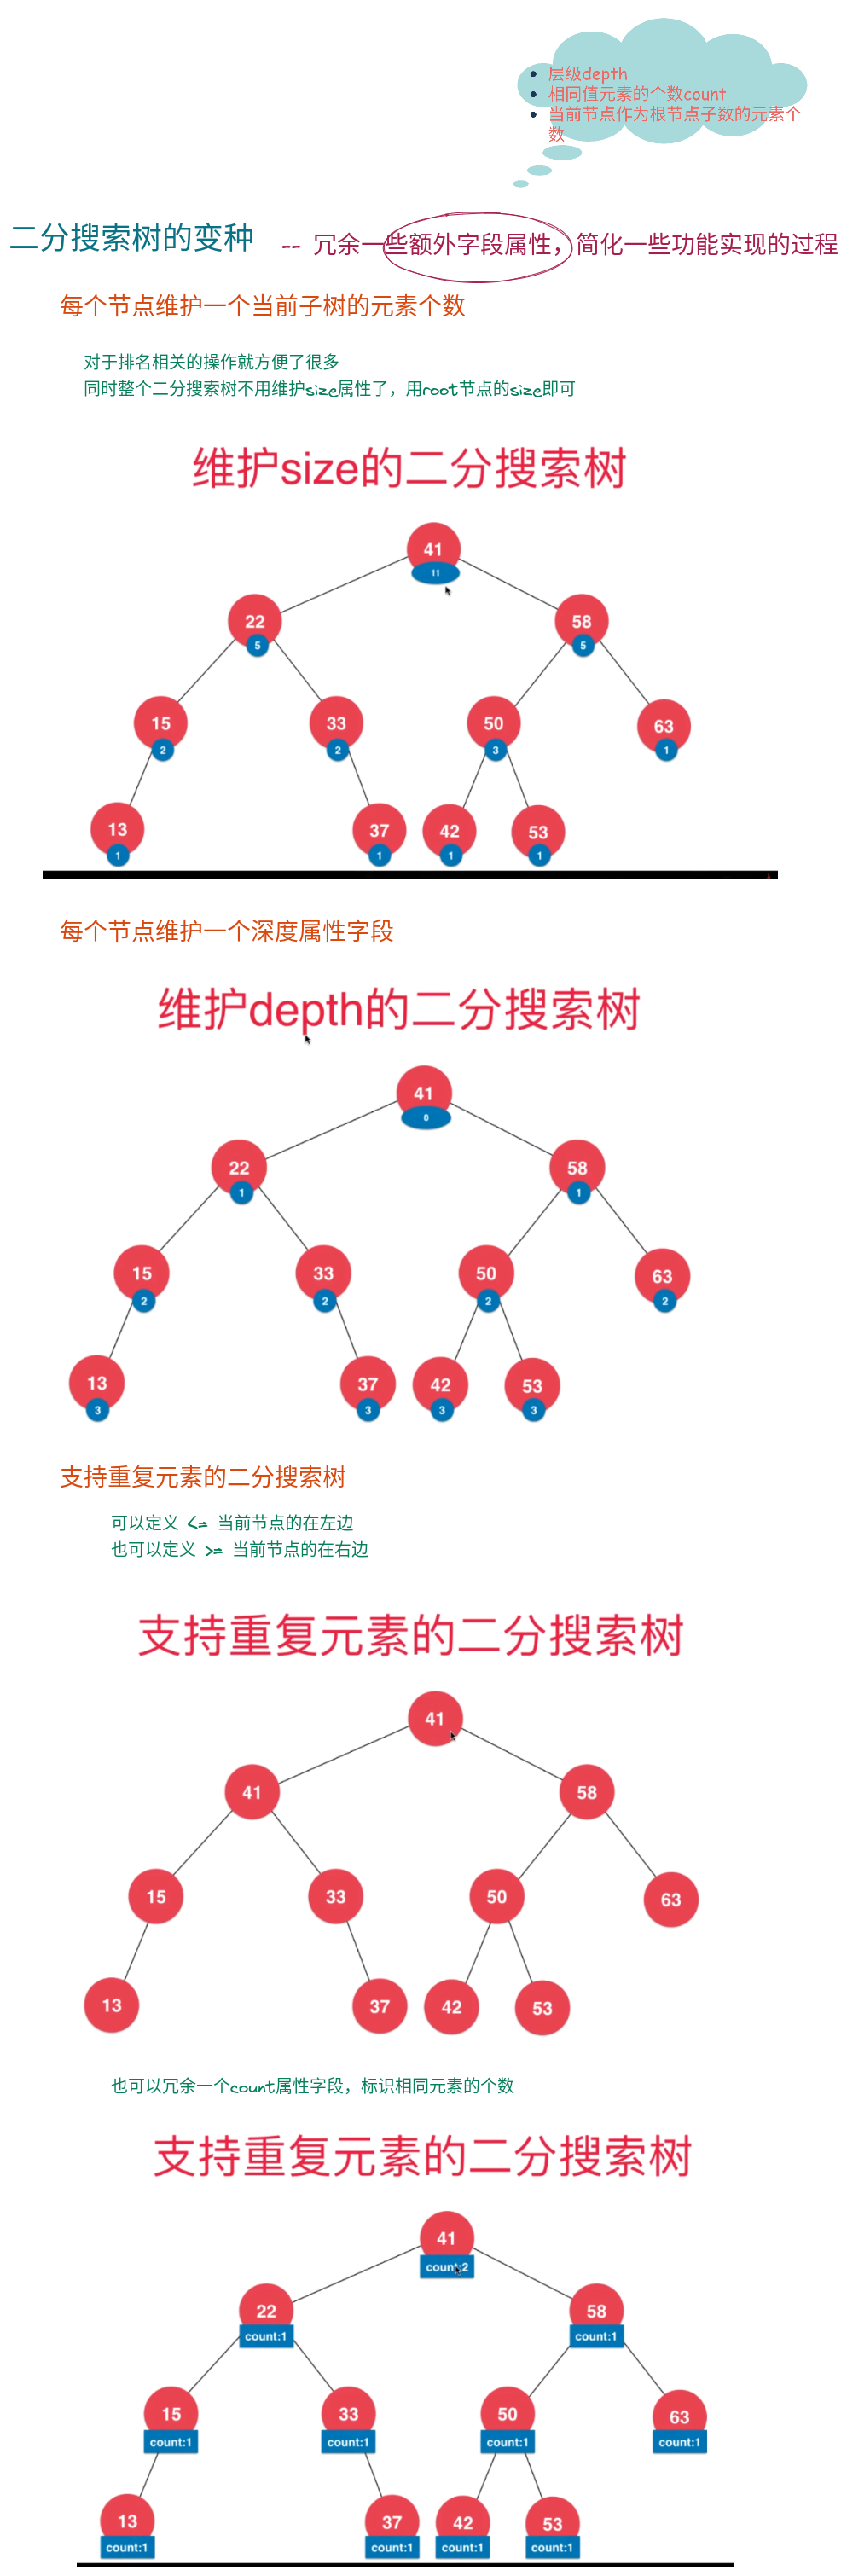 层级depth
相同值元素的个数count
当前节点作为根节点子数的元素个
数
二分搜索树的变种 -- 冗余一些额外字段属性，简化一些功能实现的过程
每个节点维护一个当前子树的元素个数
对于排名相关的操作就方便了很多
同时整个二分搜索树不用维护size属性了，用root节点的size即可
维护size的二分搜索树
41
11
22
58
5
5
15
33
50
63
2
2
3
1
13
37
42
53
1
1
1
1
每个节点维护一个深度属性字段
维护depth的二分搜索树
41
0
22
58
1
1
15
33
50
63
2
2
2
2
13
37
42
53
3
3
3
3
支持重复元素的二分搜索树
可以定义 <= 当前节点的在左边
也可以定义 >= 当前节点的在右边
支持重复元素的二分搜索树
41
41
58
15
33
50
63
13
37
42
53
也可以冗余一个count属性字段，标识相同元素的个数
支持重复元素的二分搜索树
41
count:2
22
58
count:1
count:1
15
33
50
63
count:1
count:1
count:1
count:1
13
37
42
53
count:1
count:1
count:1
count:1